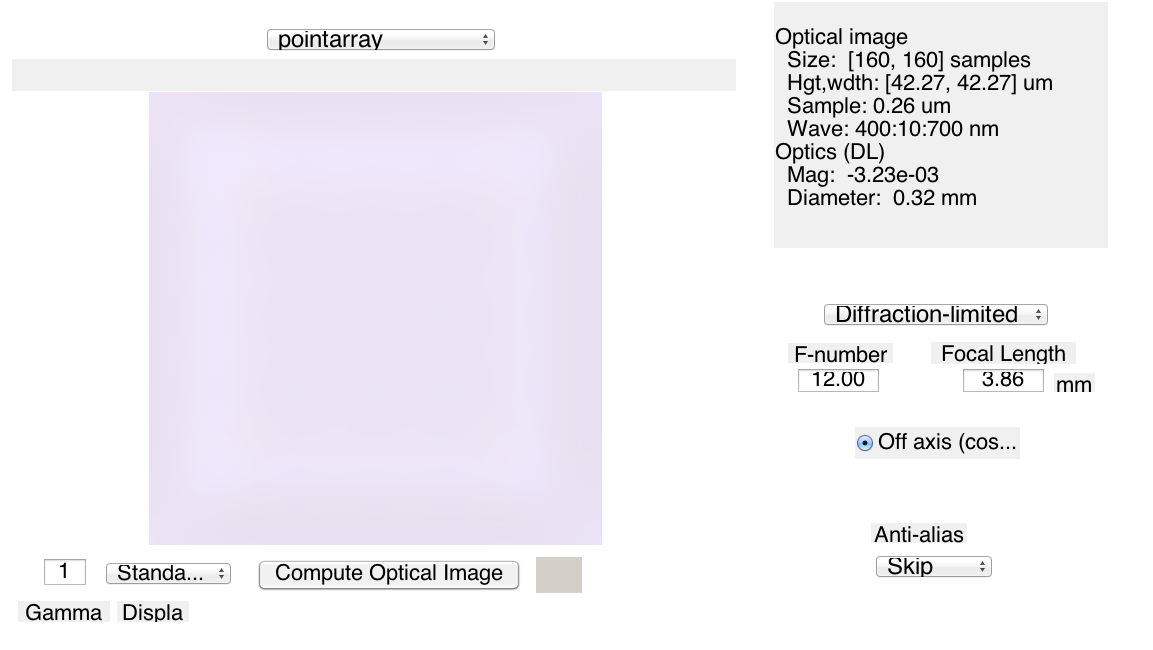 pointarray
Optical image
Size: [160, 160] samples
Hgt,wdth: [42.27, 42.27] um
Sample: 0.26 um
Wave: 400:10:700 nm
Optics (DL)
Mag: -3.23e-03
Diameter: 0.32 mm
Diffraction-limited
F-number Focal Length
12.00 3.86 mm
Off axis (cos...
Anti-alias
Skip
1 Standa... Compute Optical Image
Gamma Displa